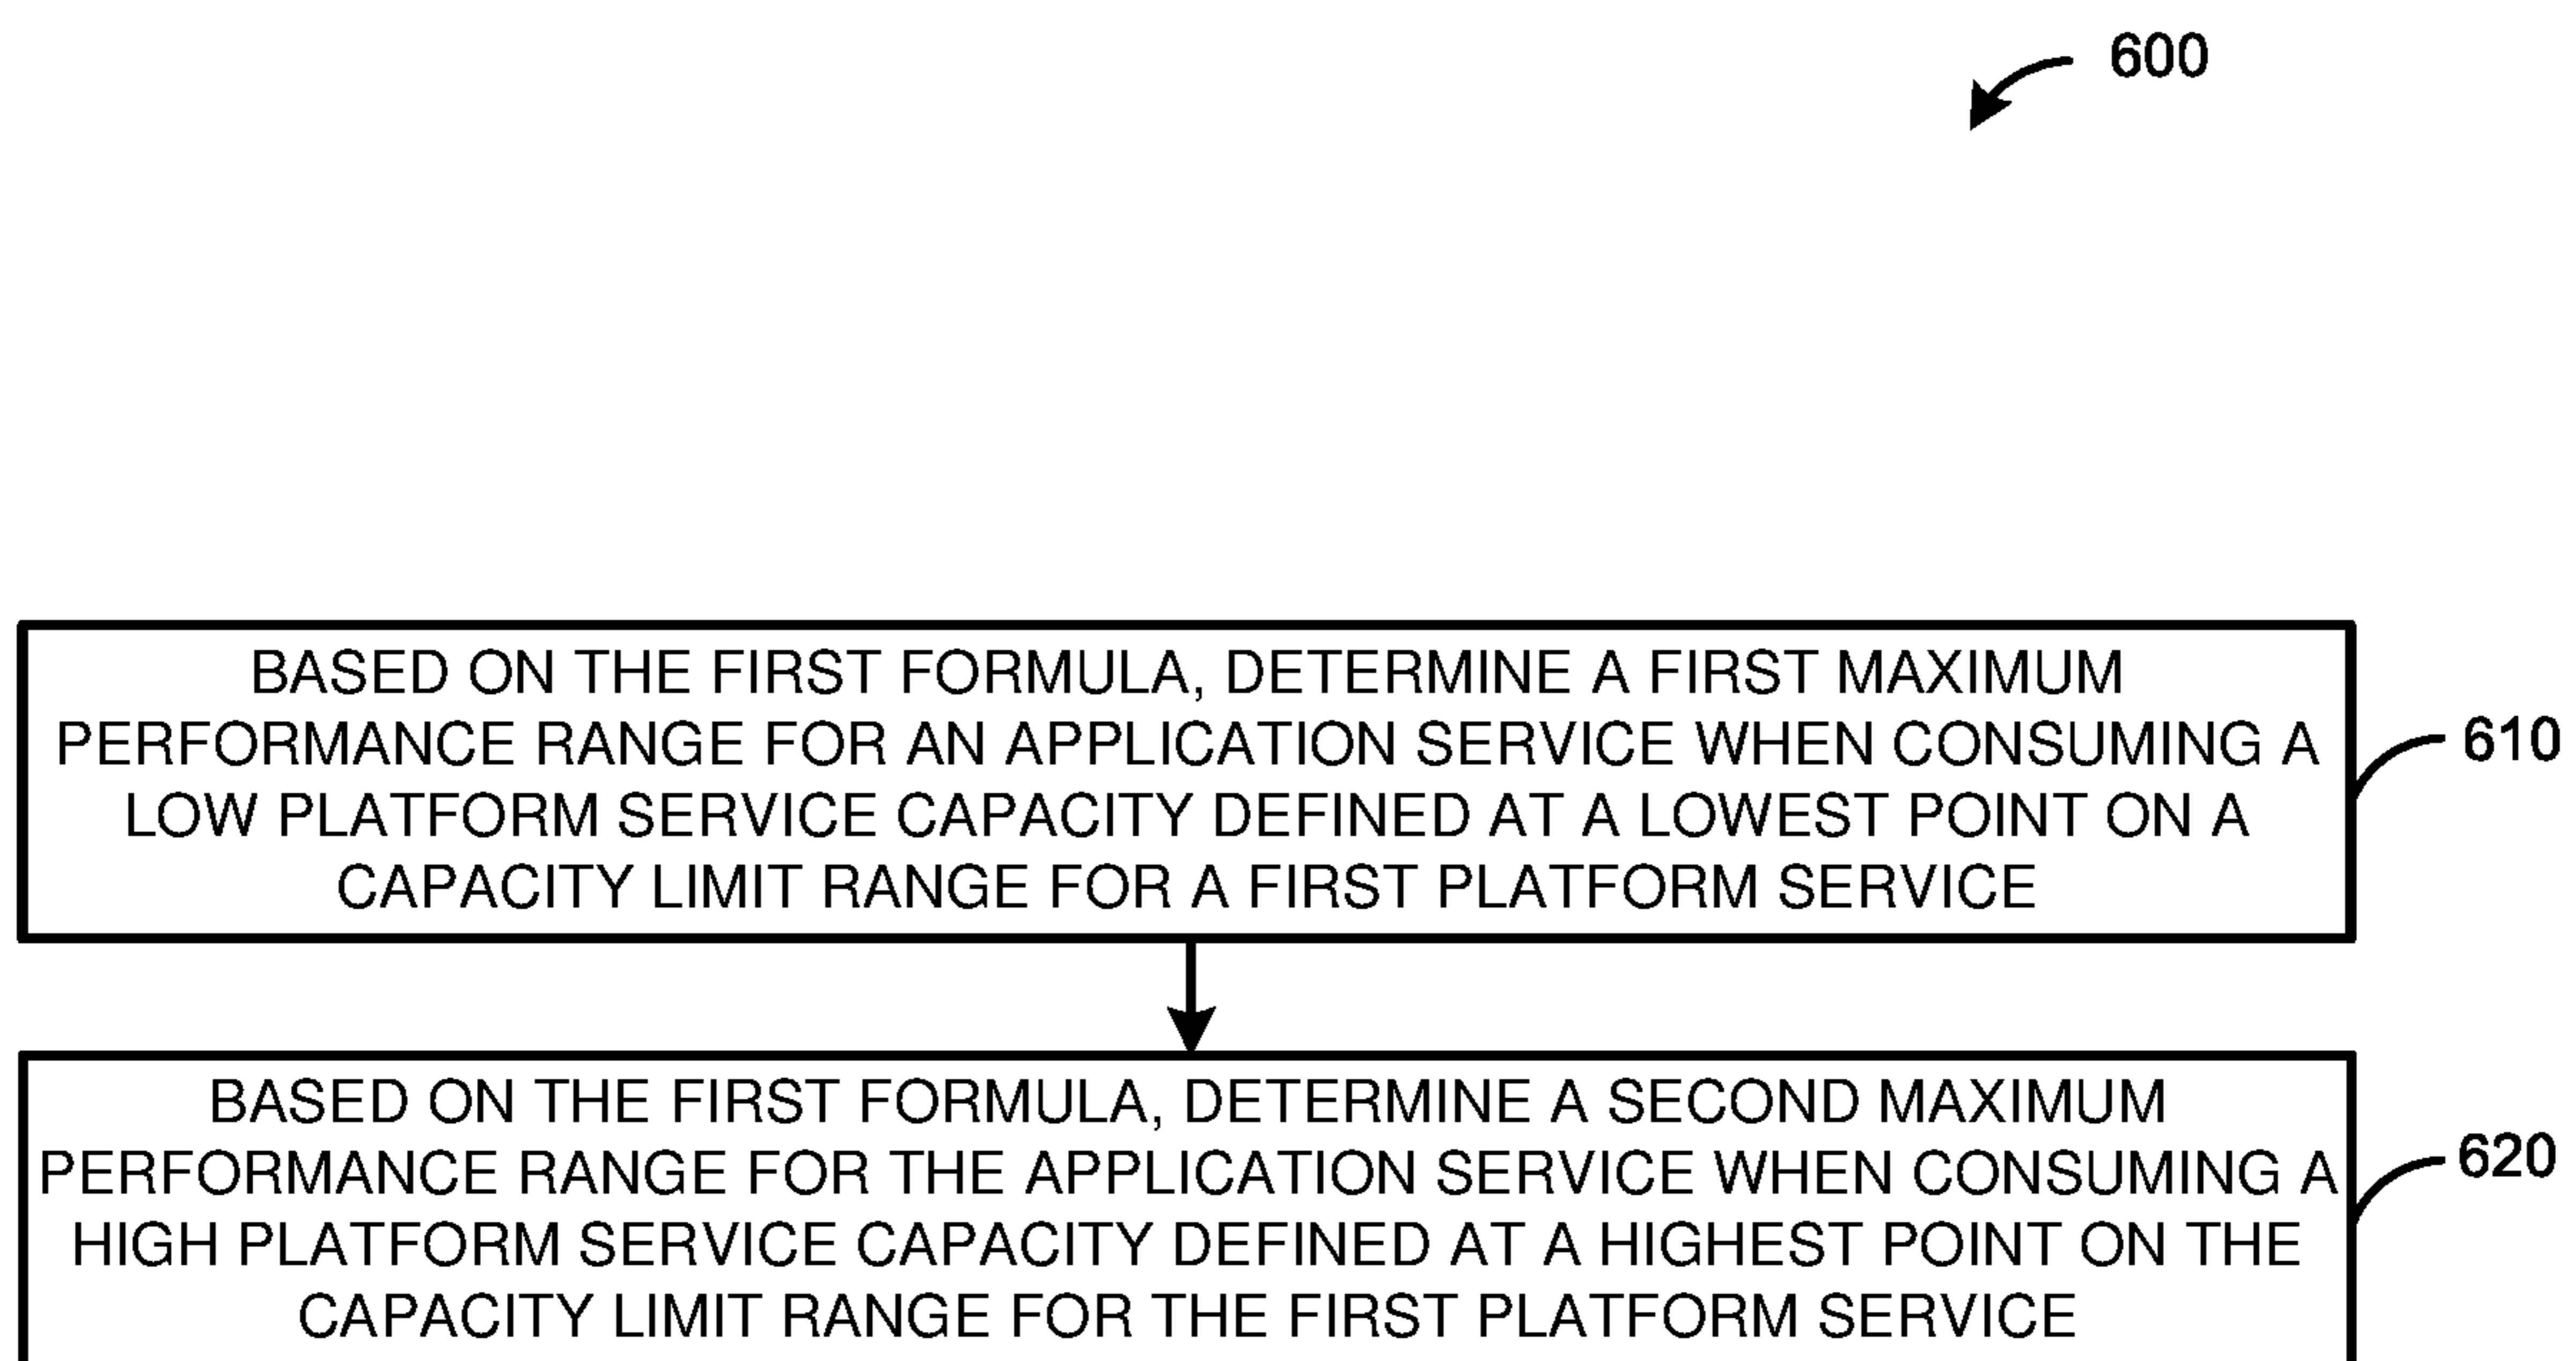 600
BASED ON THE FIRST FORMULA, DETERMINE A FIRST MAXIMUM
PERFORMANCE RANGE FOR AN APPLICATION SERVICE WHEN CONSUMING A
LOW PLATFORM SERVICE CAPACITY DEFINED AT A LOWEST POINT ON A
CAPACITY LIMIT RANGE FOR A FIRST PLATFORM SERVICE
610
BASED ON THE FIRST FORMULA, DETERMINE A SECOND MAXIMUM
PERFORMANCE RANGE FOR THE APPLICATION SERVICE WHEN CONSUMING A
HIGH PLATFORM SERVICE CAPACITY DEFINED AT A HIGHEST POINT ON THE
CAPACITY LIMIT RANGE FOR THE FIRST PLATFORM SERVICE
620